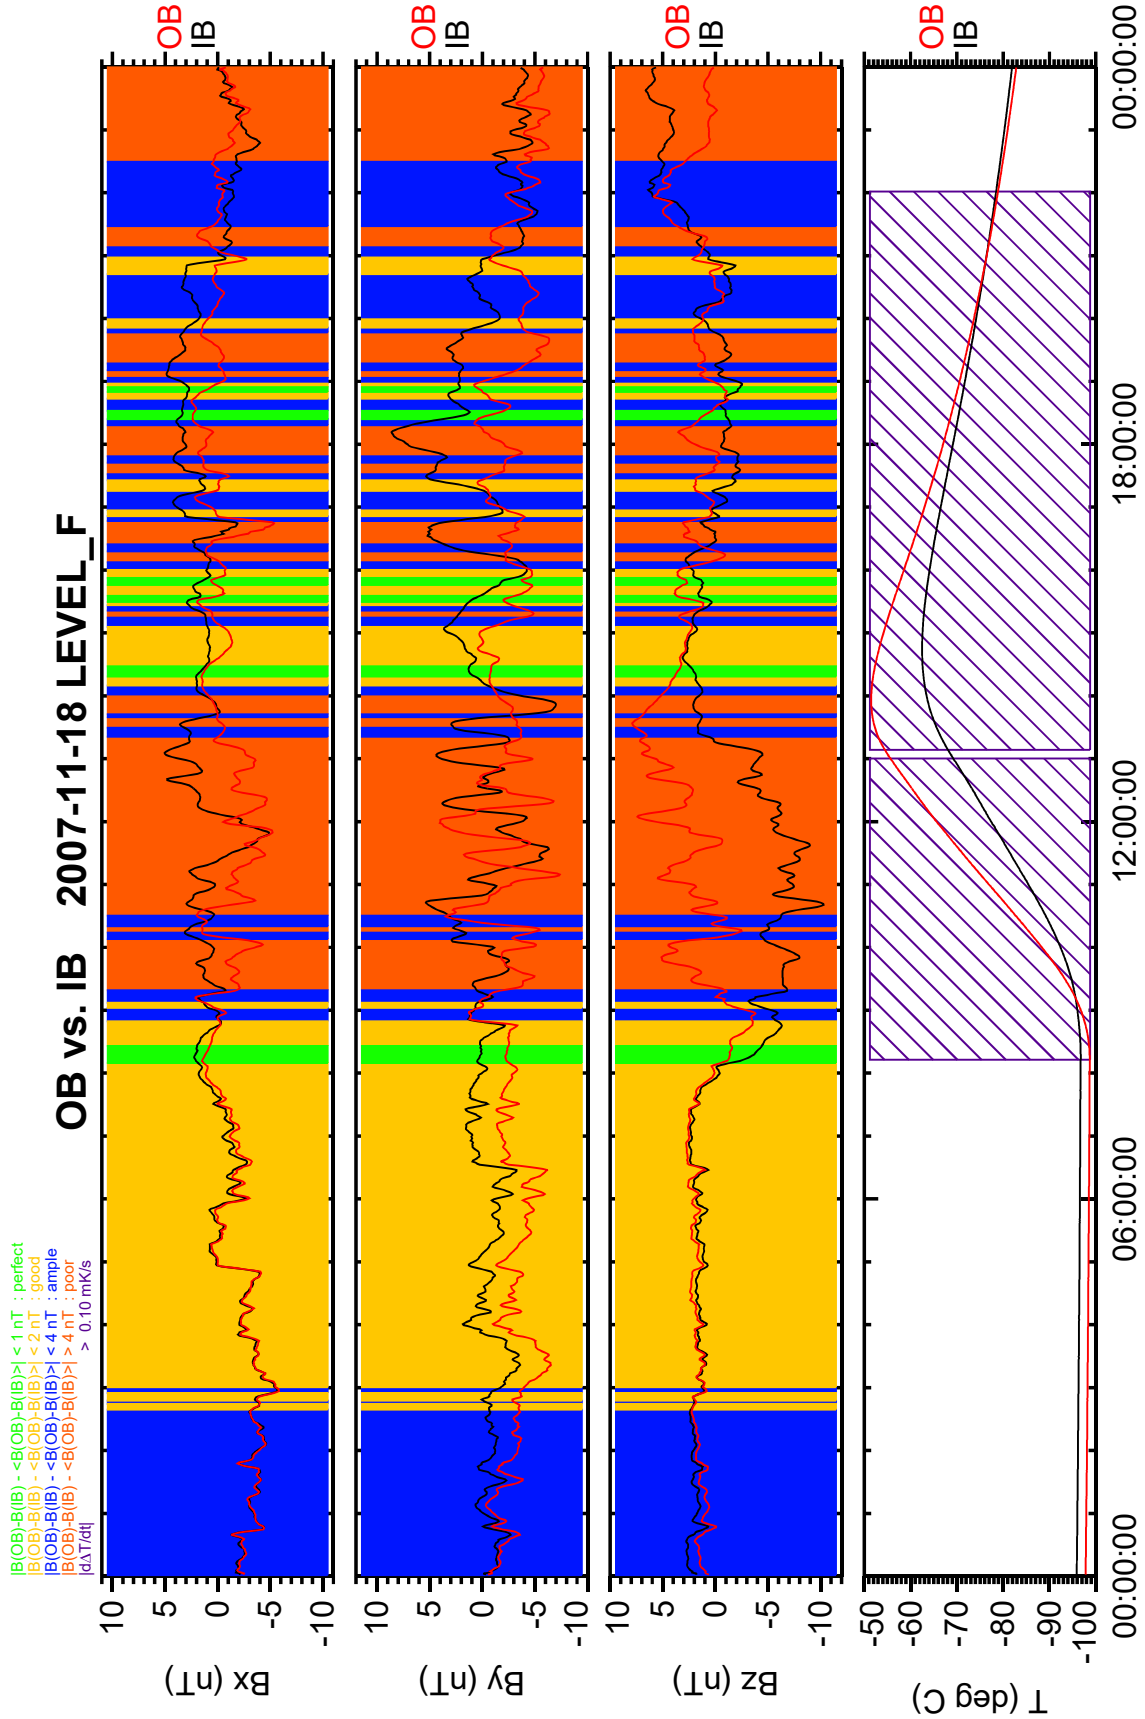 |B(OB)-B(IB) - <B(OB)-B(IB)>| < 1 nT : perfect
|B(OB)-B(IB) - <B(OB)-B(IB)>| < 2 nT : good
|B(OB)-B(IB) - <B(OB)-B(IB)>| < 4 nT : ample
|B(OB)-B(IB) - <B(OB)-B(IB)>| > 4 nT : poor
|dΔT/dt| > 0.10 mK/s
OB vs. IB 2007-11-18 LEVEL_F
Bx (nT)
10
5
0
-5
-10
OB
IB
By (nT)
10
5
0
-5
-10
OB
IB
Bz (nT)
10
5
0
-5
-10
OB
IB
T (deg C)
-50
-60
-70
-80
-90
-100
OB
IB
00:00:00
06:00:00
12:00:00
18:00:00
00:00:00